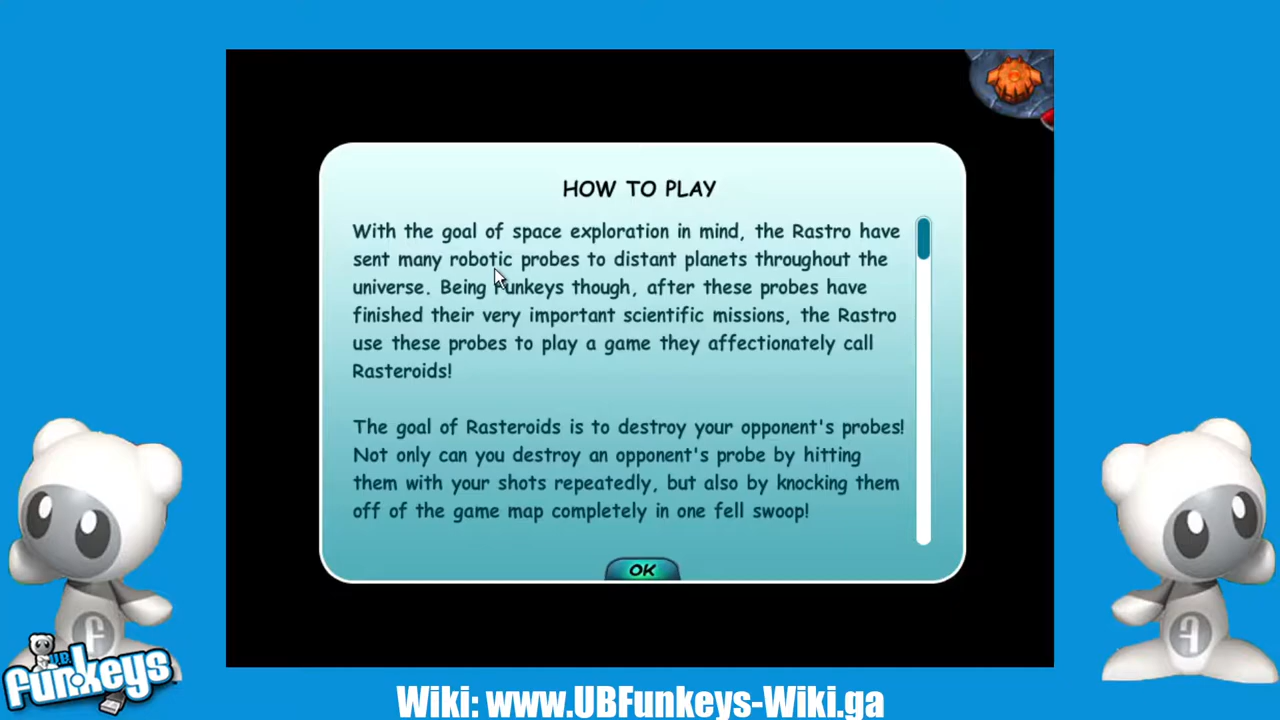 HOW TO PLAY
With the goal of space exploration in mind, the Rastro have
sent many robotic probes to distant planets throughout the
universe. Being Funkeys though, after these probes have
finished their very important scientific missions, the Rastro
use these probes to play a game they affectionately call
Rasteroids!
The goal of Rasteroids is to destroy your opponent's probes!
Not only can you destroy an opponent's probe by hitting
them with your shots repeatedly, but also by knocking them
off of the game map completely in one fell swoop!
OK
U.B.
funkeys
Wiki: www.UBFunkeys-Wiki.ga